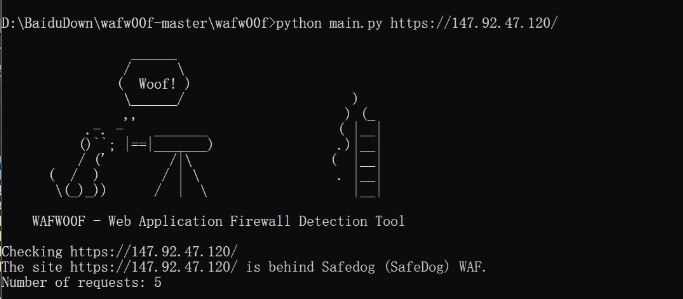 D:\BaiduDown\wafw00f-master\wafw00f>python main.py https://147.92.47.120/
Woof!
WAFW00F - Web Application Firewall Detection Tool
Checking https://147.92.47.120/
The site https://147.92.47.120/ is behind Safedog (SafeDog) WAF.
Number of requests: 5